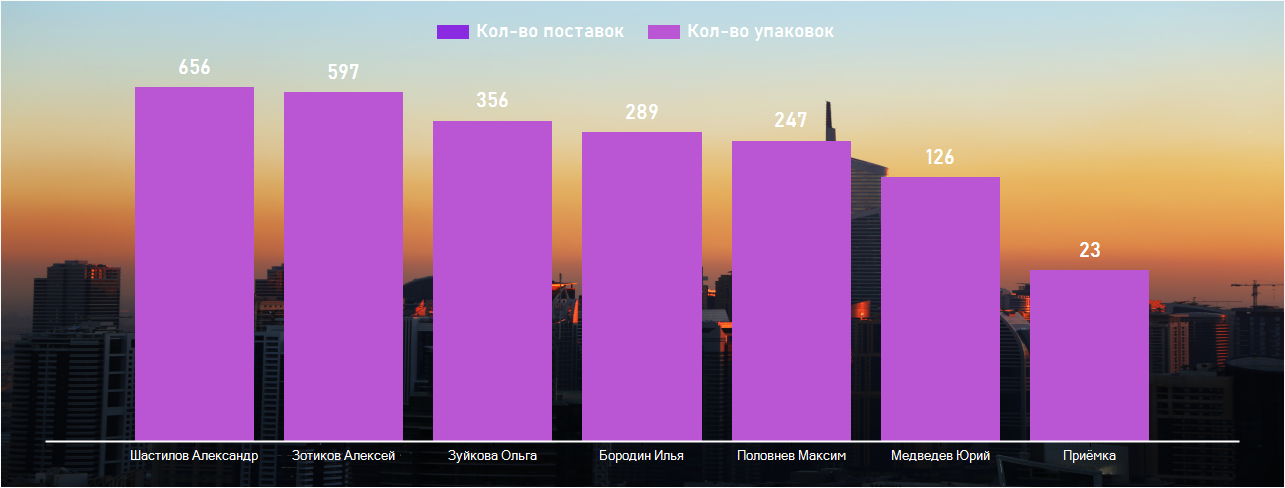 Кол-во поставок Кол-во упаковок
656 597 356 289 247 126 23
Шастилов Александр Зотиков Алексей Зуйкова Ольга Бородин Илья Половнев Максим Медведев Юрий Приёмка